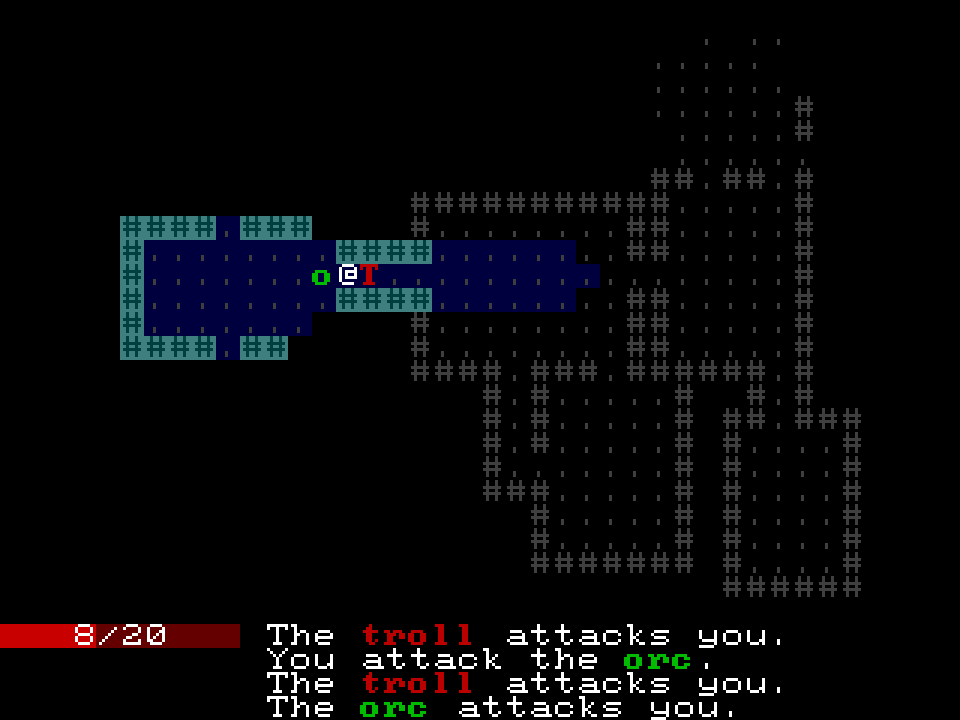 8/20
The troll attacks you.
You attack the orc.
The troll attacks you.
The orc attacks you.